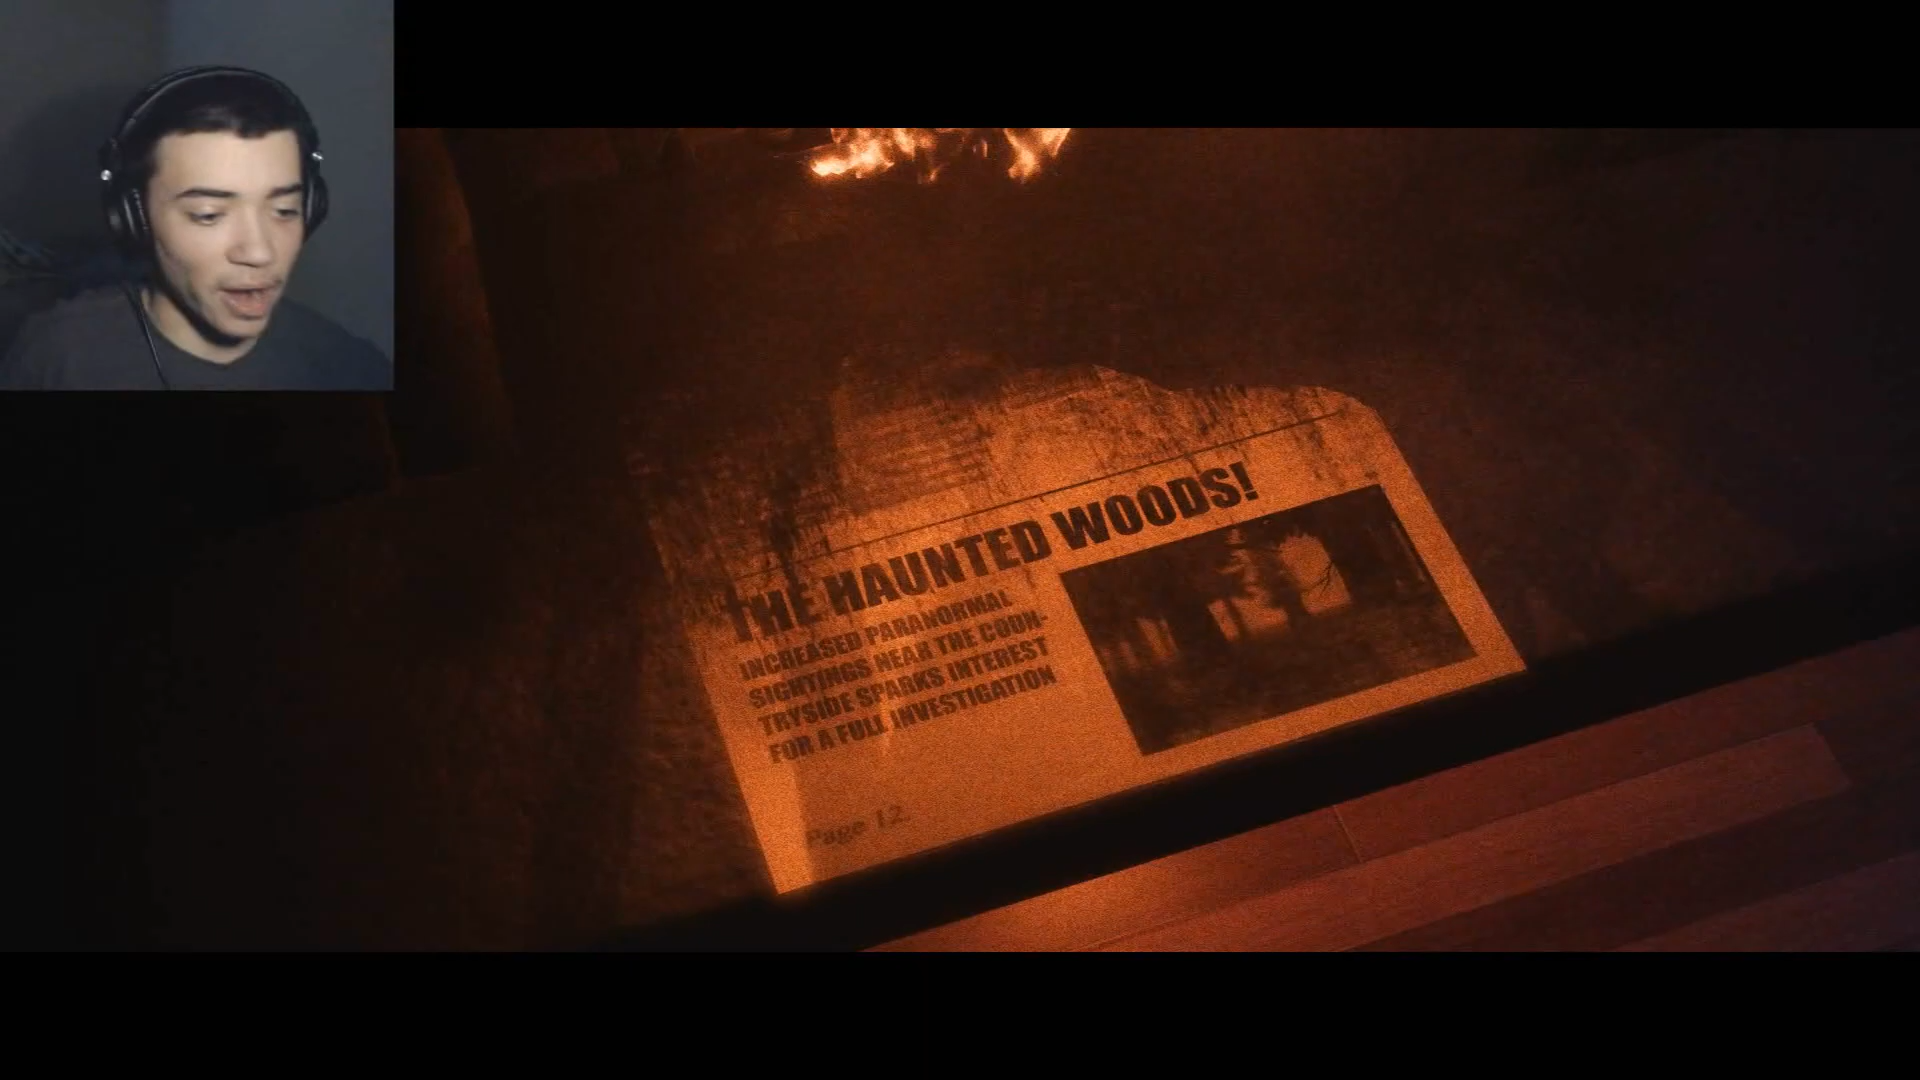 THE HAUNTED WOODS!
INCREASED PARANORMAL
SIGHTINGS NEAR THE COUN-
TRYSIDE SPARKS INTEREST
FOR A FULL INVESTIGATION
Page 12.